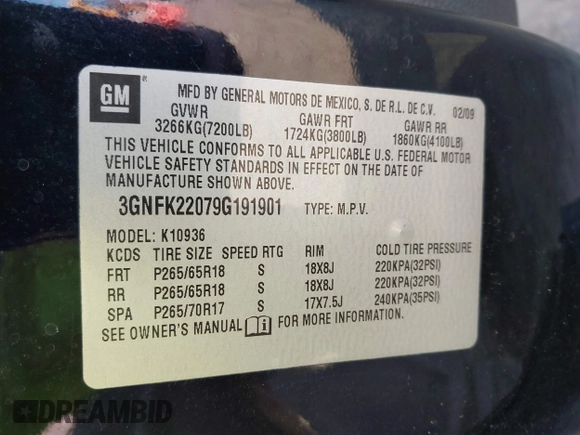 GM ®
MFD BY GENERAL MOTORS DE MEXICO, S. DE R.L. DE C.V. 02/09
GVWR GAWR FRT GAWR RR
3266KG(7200LB) 1724KG(3800LB) 1860KG(4100LB)
THIS VEHICLE CONFORMS TO ALL APPLICABLE U.S. FEDERAL MOTOR
VEHICLE SAFETY STANDARDS IN EFFECT ON THE DATE OF
MANUFACTURE SHOWN ABOVE.
3GNFK22079G191901 TYPE: M.P.V.
MODEL: K10936
KCDS TIRE SIZE SPEED RTG RIM COLD TIRE PRESSURE
FRT P265/65R18 S 18X8J 220KPA(32PSI)
RR P265/65R18 S 18X8J 220KPA(32PSI)
SPA P265/70R17 S 17X7.5J 240KPA(35PSI)
SEE OWNER'S MANUAL FOR MORE INFORMATION.
DREAMBID